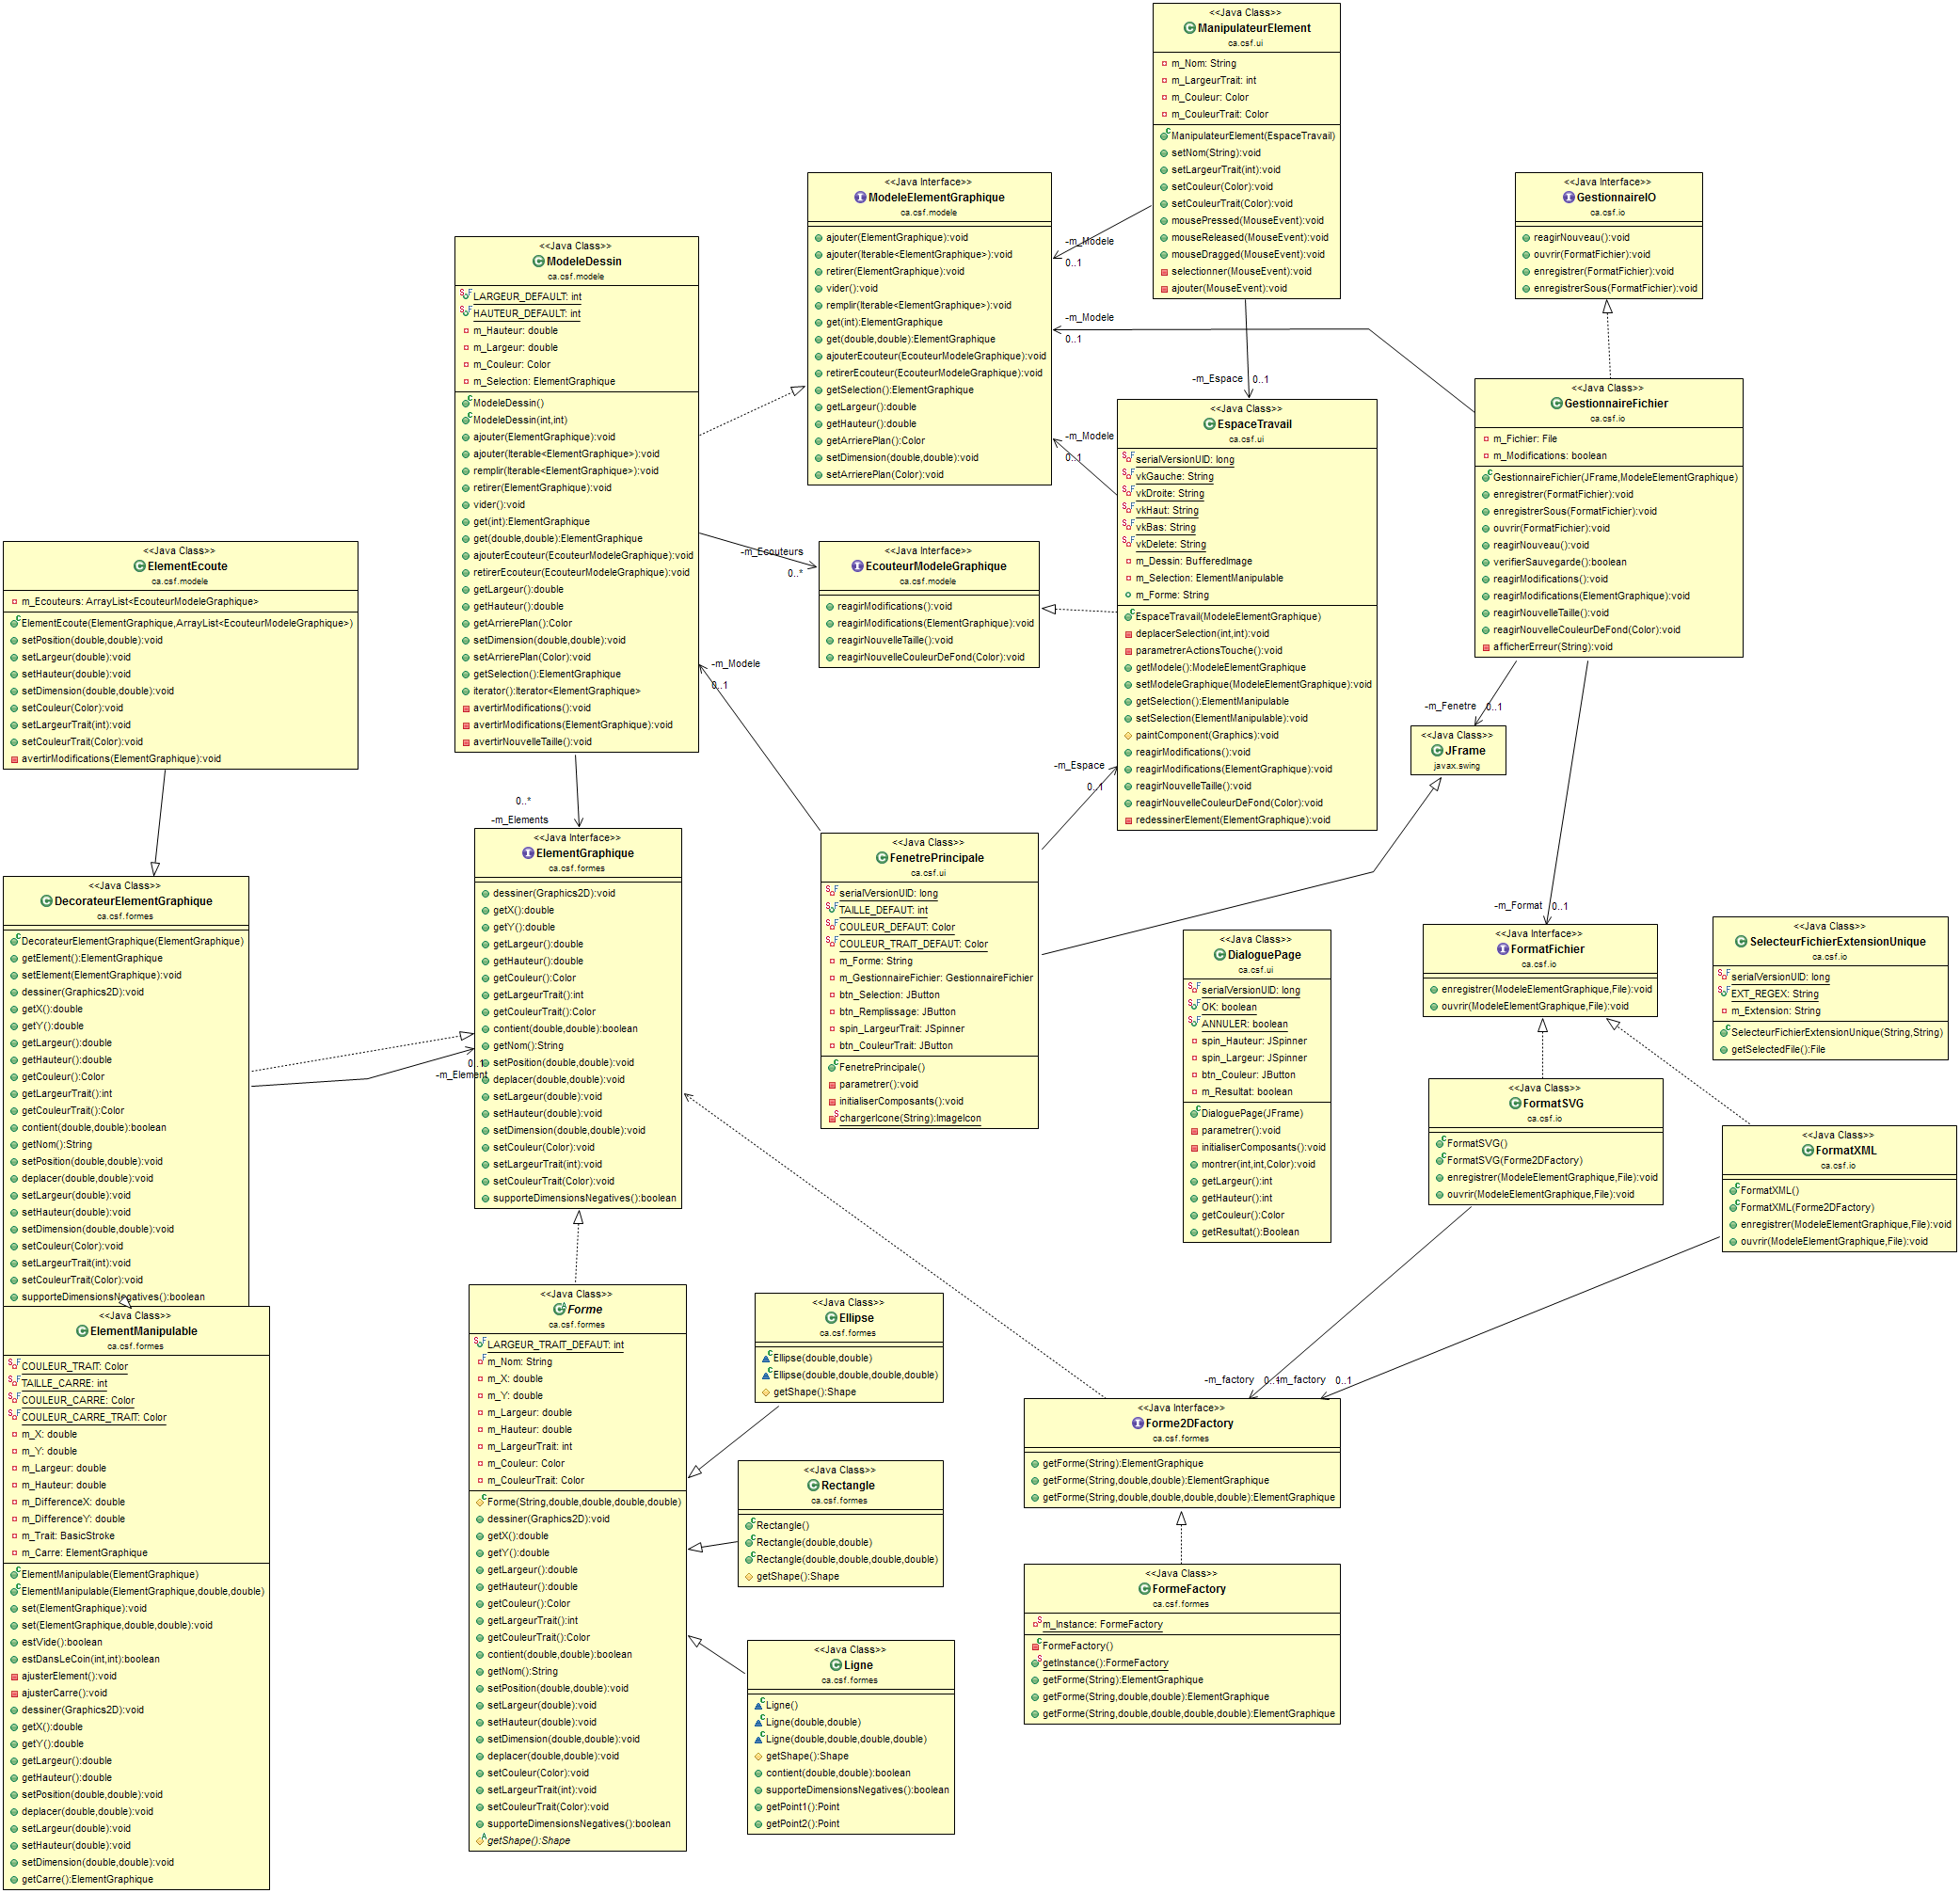 <<Java Class>>
ManipulateurElement
ca.csf.ui
m_Nom: String
m_LargeurTrait: int
m_Couleur: Color
m_CouleurTrait: Color
ManipulateurElement(EspaceTravail)
setNom(String):void
setLargeurTrait(int):void
setCouleur(Color):void
setCouleurTrait(Color):void
mousePressed(MouseEvent):void
mouseReleased(MouseEvent):void
mouseDragged(MouseEvent):void
selectionner(MouseEvent):void
ajouter(MouseEvent):void
<<Java Interface>>
ModeleElementGraphique
ca.csf.modele
ajouter(ElementGraphique):void
ajouter(Iterable<ElementGraphique>):void
retirer(ElementGraphique):void
vider():void
remplir(Iterable<ElementGraphique>):void
get(int):ElementGraphique
get(double,double):ElementGraphique
ajouterEcouteur(EcouteurModeleGraphique):void
retirerEcouteur(EcouteurModeleGraphique):void
getSelection():ElementGraphique
getLargeur():double
getHauteur():double
getArrierePlan():Color
setDimension(double,double):void
setArrierePlan(Color):void
-m_Modele
0..1
-m_Modele
0..1
-m_Modele
0..1
-m_Espace
0..1
<<Java Interface>>
GestionnaireIO
ca.csf.io
reagirNouveau():void
ouvrir(FormatFichier):void
enregistrer(FormatFichier):void
enregistrerSous(FormatFichier):void
<<Java Class>>
ModeleDessin
ca.csf.modele
LARGEUR_DEFAULT: int
HAUTEUR_DEFAULT: int
m_Hauteur: double
m_Largeur: double
m_Couleur: Color
m_Selection: ElementGraphique
ModeleDessin()
ModeleDessin(int,int)
ajouter(ElementGraphique):void
ajouter(Iterable<ElementGraphique>):void
remplir(Iterable<ElementGraphique>):void
retirer(ElementGraphique):void
vider():void
get(int):ElementGraphique
get(double,double):ElementGraphique
ajouterEcouteur(EcouteurModeleGraphique):void
retirerEcouteur(EcouteurModeleGraphique):void
getLargeur():double
getHauteur():double
getArrierePlan():Color
setDimension(double,double):void
setArrierePlan(Color):void
getSelection():ElementGraphique
iterator():Iterator<ElementGraphique>
avertirModifications():void
avertirModifications(ElementGraphique):void
avertirNouvelleTaille():void
<<Java Class>>
GestionnaireFichier
ca.csf.io
m_Fichier: File
m_Modifications: boolean
GestionnaireFichier(JFrame,ModeleElementGraphique)
enregistrer(FormatFichier):void
enregistrerSous(FormatFichier):void
ouvrir(FormatFichier):void
reagirNouveau():void
verifierSauvegarde():boolean
reagirModifications():void
reagirModifications(ElementGraphique):void
reagirNouvelleTaille():void
reagirNouvelleCouleurDeFond(Color):void
afficherErreur(String):void
<<Java Class>>
EspaceTravail
ca.csf.ui
serialVersionUID: long
vkGauche: String
vkDroite: String
vkHaut: String
vkBas: String
vkDelete: String
m_Dessin: BufferedImage
m_Selection: ElementManipulable
m_Forme: String
EspaceTravail(ModeleElementGraphique)
deplacerSelection(int,int):void
parametrerActionsTouche():void
getModele():ModeleElementGraphique
setModeleGraphique(ModeleElementGraphique):void
getSelection():ElementManipulable
setSelection(ElementManipulable):void
paintComponent(Graphics):void
reagirModifications():void
reagirModifications(ElementGraphique):void
reagirNouvelleTaille():void
reagirNouvelleCouleurDeFond(Color):void
redessinerElement(ElementGraphique):void
-m_Ecouteurs
0..*
<<Java Interface>>
EcouteurModeleGraphique
ca.csf.modele
reagirModifications():void
reagirModifications(ElementGraphique):void
reagirNouvelleTaille():void
reagirNouvelleCouleurDeFond(Color):void
<<Java Class>>
ElementEcoute
ca.csf.modele
m_Ecouteurs: ArrayList<EcouteurModeleGraphique>
ElementEcoute(ElementGraphique,ArrayList<EcouteurModeleGraphique>)
setPosition(double,double):void
setLargeur(double):void
setHauteur(double):void
setDimension(double,double):void
setCouleur(Color):void
setLargeurTrait(int):void
setCouleurTrait(Color):void
avertirModifications(ElementGraphique):void
-m_Modele
0..1
-m_Espace
0..1
-m_Fenetre
0..1
<<Java Class>>
JFrame
javax.swing
0..*
-m_Elements
<<Java Interface>>
ElementGraphique
ca.csf.formes
dessiner(Graphics2D):void
getX():double
getY():double
getLargeur():double
getHauteur():double
getCouleur():Color
getLargeurTrait():int
getCouleurTrait():Color
contient(double,double):boolean
getNom():String
setPosition(double,double):void
deplacer(double,double):void
setLargeur(double):void
setHauteur(double):void
setDimension(double,double):void
setCouleur(Color):void
setLargeurTrait(int):void
setCouleurTrait(Color):void
supporteDimensionsNegatives():boolean
<<Java Class>>
FenetrePrincipale
ca.csf.ui
serialVersionUID: long
TAILLE_DEFAUT: int
COULEUR_DEFAUT: Color
COULEUR_TRAIT_DEFAUT: Color
m_Forme: String
m_GestionnaireFichier: GestionnaireFichier
btn_Selection: JButton
btn_Remplissage: JButton
spin_LargeurTrait: JSpinner
btn_CouleurTrait: JButton
FenetrePrincipale()
parametrer():void
initialiserComposants():void
chargerIcone(String):ImageIcon
<<Java Class>>
DecorateurElementGraphique
ca.csf.formes
DecorateurElementGraphique(ElementGraphique)
getElement():ElementGraphique
setElement(ElementGraphique):void
dessiner(Graphics2D):void
getX():double
getY():double
getLargeur():double
getHauteur():double
getCouleur():Color
getLargeurTrait():int
getCouleurTrait():Color
contient(double,double):boolean
getNom():String
setPosition(double,double):void
deplacer(double,double):void
setLargeur(double):void
setHauteur(double):void
setDimension(double,double):void
setCouleur(Color):void
setLargeurTrait(int):void
setCouleurTrait(Color):void
supporteDimensionsNegatives():boolean
0..1
-m_Element
-m_Format
0..1
<<Java Class>>
DialoguePage
ca.csf.ui
serialVersionUID: long
OK: boolean
ANNULER: boolean
spin_Hauteur: JSpinner
spin_Largeur: JSpinner
btn_Couleur: JButton
m_Resultat: boolean
DialoguePage(JFrame)
parametrer():void
initialiserComposants():void
montrer(int,int,Color):void
getLargeur():int
getHauteur():int
getCouleur():Color
getResultat():Boolean
<<Java Interface>>
FormatFichier
ca.csf.io
enregistrer(ModeleElementGraphique,File):void
ouvrir(ModeleElementGraphique,File):void
<<Java Class>>
SelecteurFichierExtensionUnique
ca.csf.io
serialVersionUID: long
EXT_REGEX: String
m_Extension: String
SelecteurFichierExtensionUnique(String,String)
getSelectedFile():File
<<Java Class>>
FormatSVG
ca.csf.io
FormatSVG()
FormatSVG(Forme2DFactory)
enregistrer(ModeleElementGraphique,File):void
ouvrir(ModeleElementGraphique,File):void
<<Java Class>>
FormatXML
ca.csf.io
FormatXML()
FormatXML(Forme2DFactory)
enregistrer(ModeleElementGraphique,File):void
ouvrir(ModeleElementGraphique,File):void
<<Java Class>>
ElementManipulable
ca.csf.formes
COULEUR_TRAIT: Color
TAILLE_CARRE: int
COULEUR_CARRE: Color
COULEUR_CARRE_TRAIT: Color
m_X: double
m_Y: double
m_Largeur: double
m_Hauteur: double
m_DifferenceX: double
m_DifferenceY: double
m_Trait: BasicStroke
m_Carre: ElementGraphique
ElementManipulable(ElementGraphique)
ElementManipulable(ElementGraphique,double,double)
set(ElementGraphique):void
set(ElementGraphique,double,double):void
estVide():boolean
estDansLeCoin(int,int):boolean
ajusterElement():void
ajusterCarre():void
dessiner(Graphics2D):void
getX():double
getY():double
getLargeur():double
getHauteur():double
setPosition(double,double):void
deplacer(double,double):void
setLargeur(double):void
setHauteur(double):void
setDimension(double,double):void
getCarre():ElementGraphique
<<Java Class>>
Forme
ca.csf.formes
LARGEUR_TRAIT_DEFAUT: int
m_Nom: String
m_X: double
m_Y: double
m_Largeur: double
m_Hauteur: double
m_LargeurTrait: int
m_Couleur: Color
m_CouleurTrait: Color
Forme(String,double,double,double,double)
dessiner(Graphics2D):void
getX():double
getY():double
getLargeur():double
getHauteur():double
getCouleur():Color
getLargeurTrait():int
getCouleurTrait():Color
contient(double,double):boolean
getNom():String
setPosition(double,double):void
setLargeur(double):void
setHauteur(double):void
setDimension(double,double):void
deplacer(double,double):void
setCouleur(Color):void
setLargeurTrait(int):void
setCouleurTrait(Color):void
supporteDimensionsNegatives():boolean
getShape():Shape
<<Java Class>>
Ellipse
ca.csf.formes
Ellipse(double,double)
Ellipse(double,double,double,double)
getShape():Shape
<<Java Class>>
Rectangle
ca.csf.formes
Rectangle()
Rectangle(double,double)
Rectangle(double,double,double,double)
getShape():Shape
<<Java Class>>
Ligne
ca.csf.formes
Ligne()
Ligne(double,double)
Ligne(double,double,double,double)
getShape():Shape
contient(double,double):boolean
supporteDimensionsNegatives():boolean
getPoint1():Point
getPoint2():Point
-m_factory
0..1
-m_factory
0..1
<<Java Interface>>
Forme2DFactory
ca.csf.formes
getForme(String):ElementGraphique
getForme(String,double,double):ElementGraphique
getForme(String,double,double,double,double):ElementGraphique
<<Java Class>>
FormeFactory
ca.csf.formes
m_Instance: FormeFactory
FormeFactory()
getInstance():FormeFactory
getForme(String):ElementGraphique
getForme(String,double,double):ElementGraphique
getForme(String,double,double,double,double):ElementGraphique